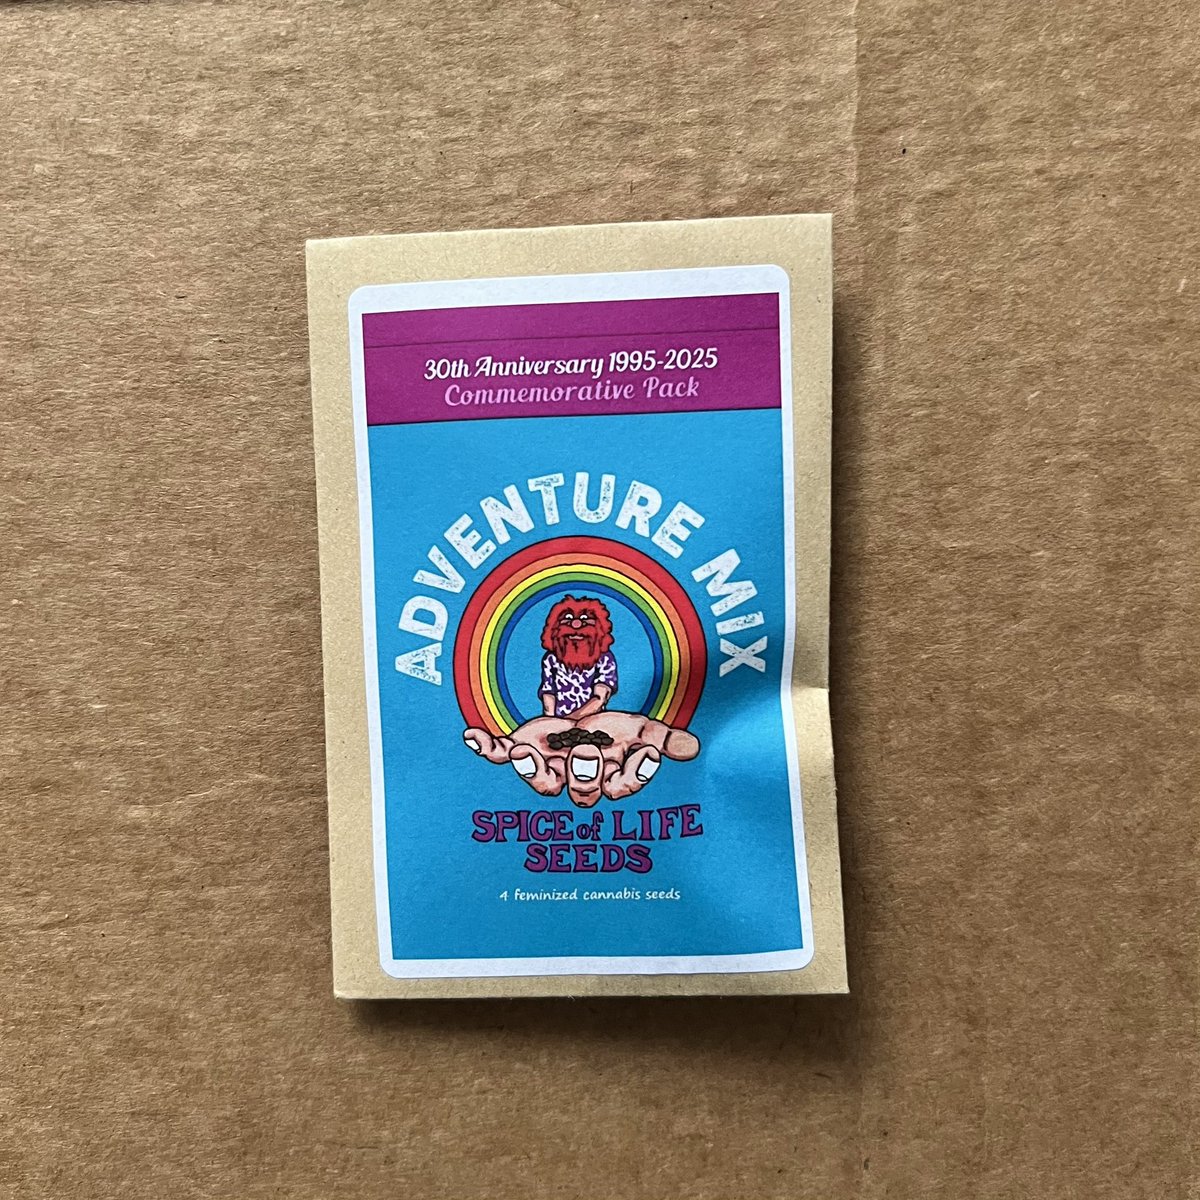 30th Anniversary 1995-2025
Commemorative Pack
ADVENTURE MIX
SPICE of LIFE
SEEDS
4 feminized cannabis seeds